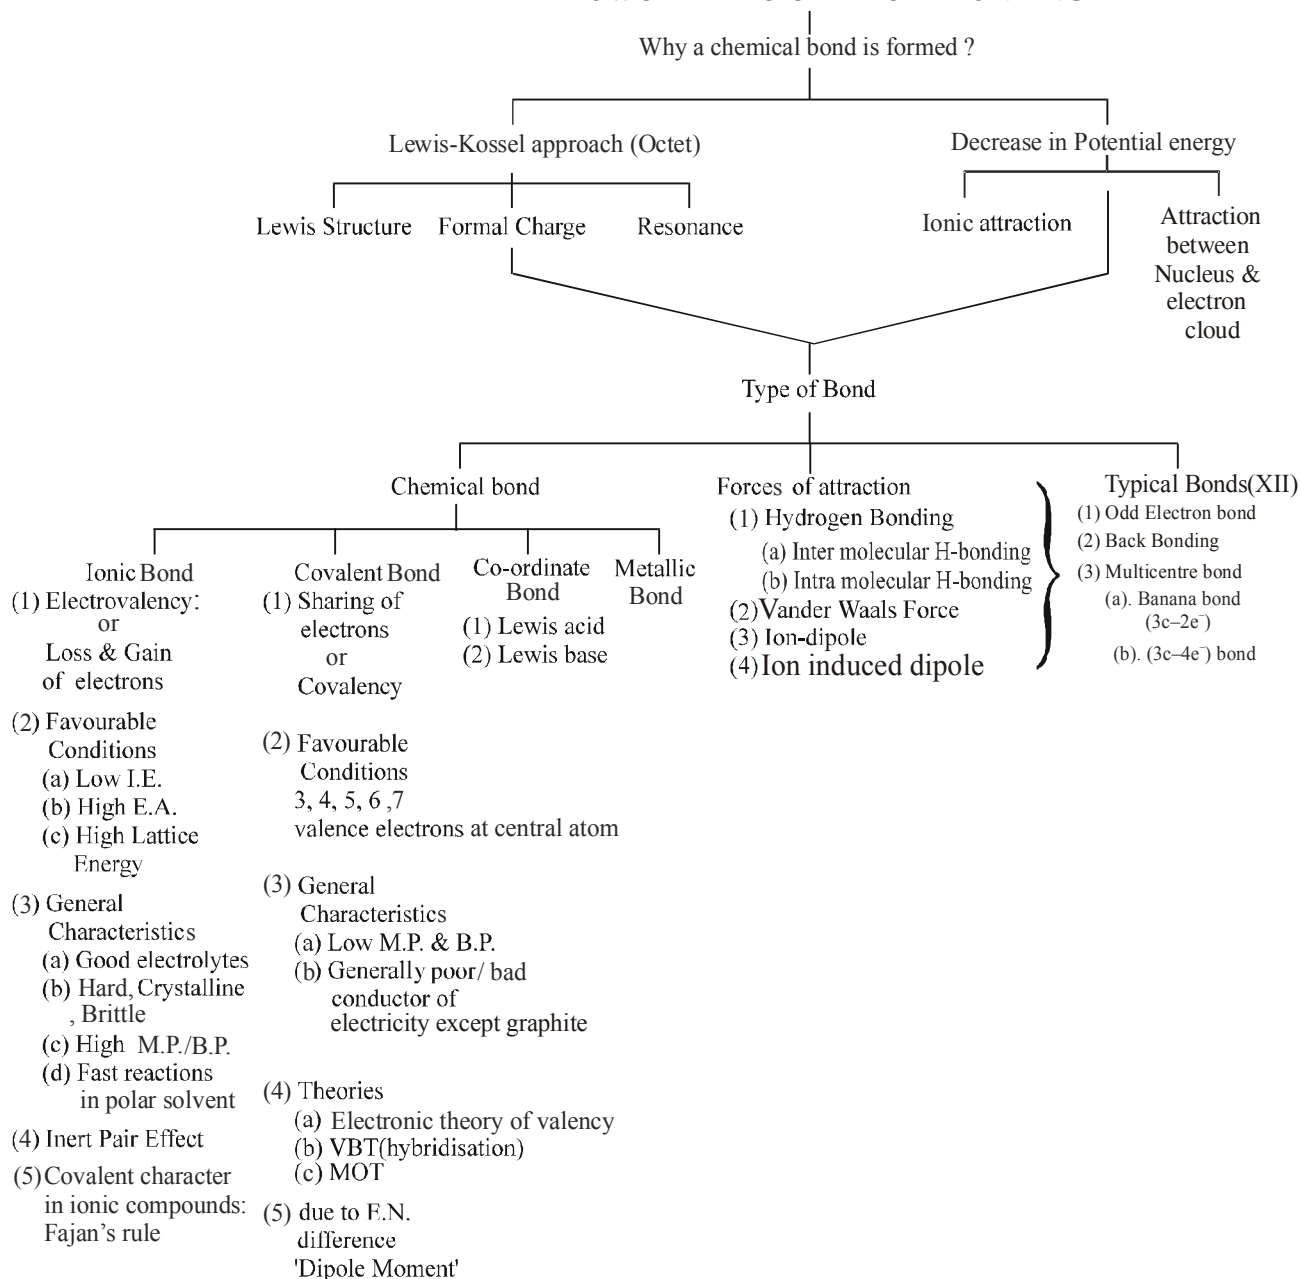 Why a chemical bond is formed ?
Lewis-Kossel approach (Octet)
Decrease in Potential energy
Lewis Structure
Formal Charge
Resonance
Ionic attraction
Attraction
between
Nucleus &
electron
cloud
Type of Bond
Chemical bond
Ionic Bond
(1) Electrovalency:
or
Loss & Gain
of electrons
(2) Favourable
Conditions
(a) Low I.E.
(b) High E.A.
(c) High Lattice
Energy
(3) General
Characteristics
(a) Good electrolytes
(b) Hard, Crystalline
, Brittle
(c) High M.P./B.P.
(d) Fast reactions
in polar solvent
(4) Inert Pair Effect
(5) Covalent character
in ionic compounds:
Fajan's rule
Covalent Bond
(1) Sharing of
electrons
or
Covalency
(2) Favourable
Conditions
3, 4, 5, 6 ,7
valence electrons at central atom
(3) General
Characteristics
(a) Low M.P. & B.P.
(b) Generally poor/ bad
conductor of
electricity except graphite
(4) Theories
(a) Electronic theory of valency
(b) VBT(hybridisation)
(c) MOT
(5) due to E.N.
difference
'Dipole Moment'
Co-ordinate
Bond
(1) Lewis acid
(2) Lewis base
Metallic
Bond
Forces of attraction
(1) Hydrogen Bonding
(a) Inter molecular H-bonding
(b) Intra molecular H-bonding
(2) Vander Waals Force
(3) Ion-dipole
(4) Ion induced dipole
Typical Bonds(XII)
(1) Odd Electron bond
(2) Back Bonding
(3) Multicentre bond
(a). Banana bond
(3c–2e⁻)
(b). (3c–4e⁻) bond